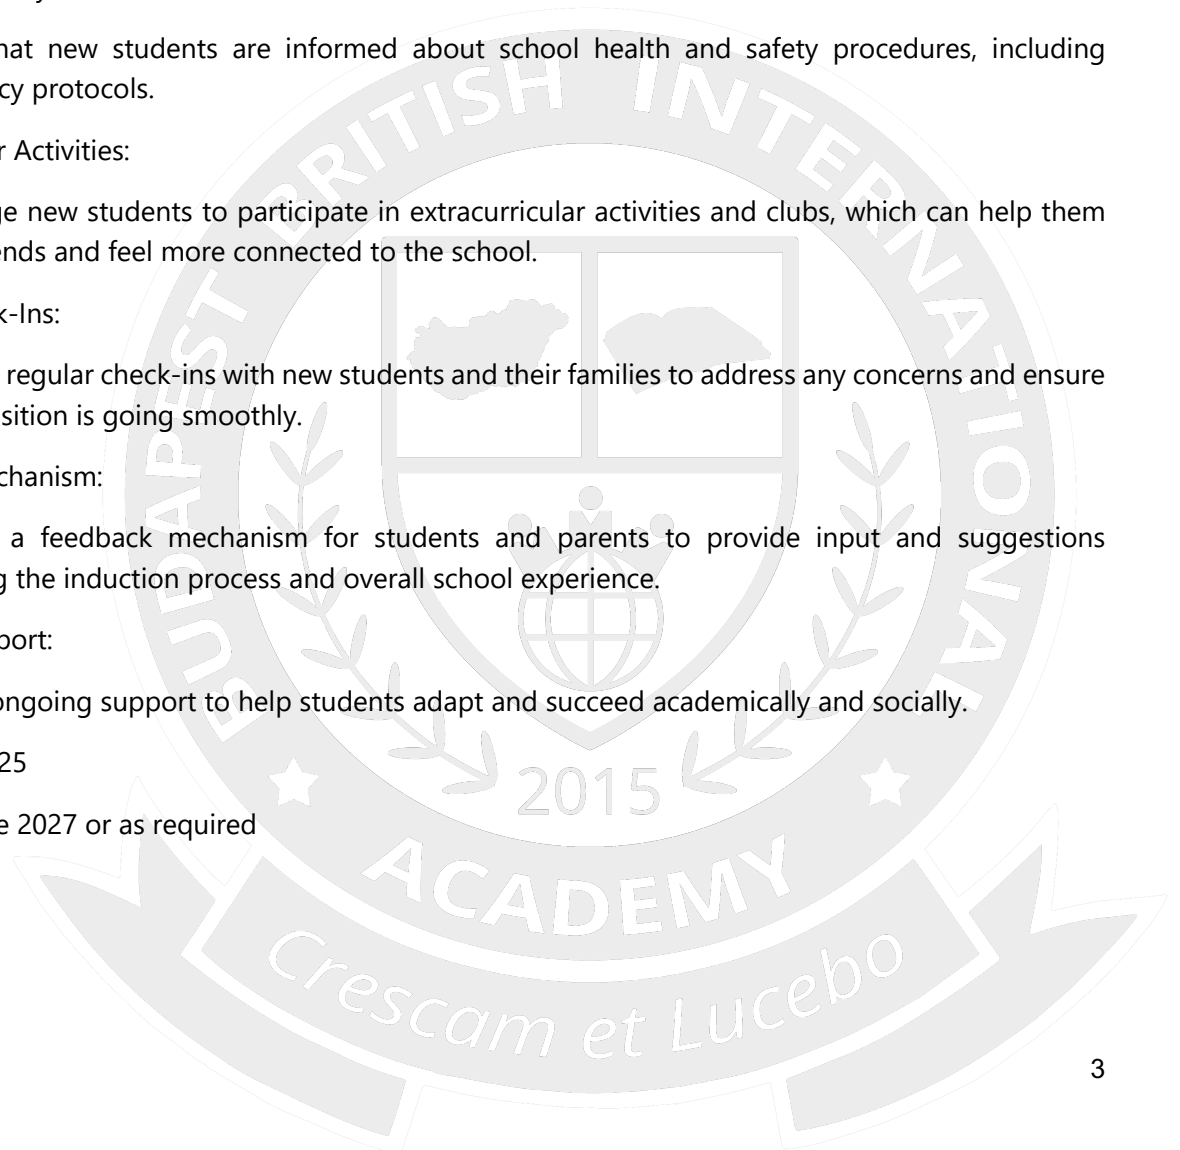 hat new students are informed about school health and safety procedures, including
cy protocols.
r Activities:
ge new students to participate in extracurricular activities and clubs, which can help them
ends and feel more connected to the school.
k-Ins:
regular check-ins with new students and their families to address any concerns and ensure
sition is going smoothly.
chanism:
a feedback mechanism for students and parents to provide input and suggestions
g the induction process and overall school experience.
port:
ongoing support to help students adapt and succeed academically and socially.
25
e 2027 or as required
BUDAPEST BRITISH INTERNATIONAL
ACADEMY
2015
Crescam et Lucebo
3